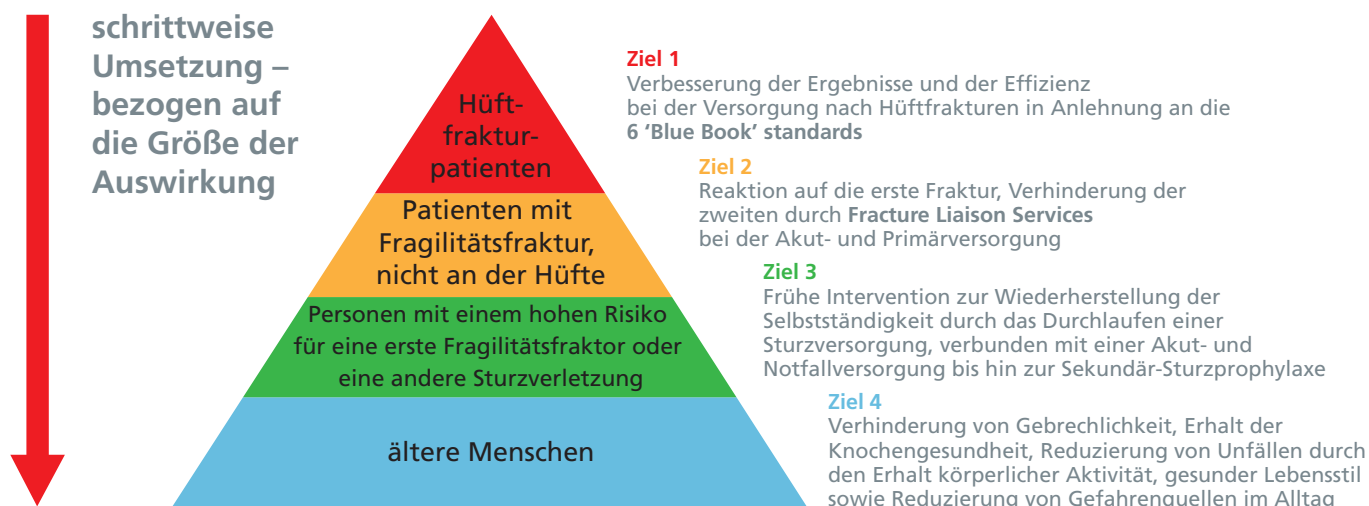 schrittweise
Umsetzung –
bezogen auf
die Größe der
Auswirkung
Hüft-
fraktur-
patienten
Patienten mit
Fragilitätsfraktur,
nicht an der Hüfte
Personen mit einem hohen Risiko
für eine erste Fragilitätsfraktor oder
eine andere Sturzverletzung
ältere Menschen
Ziel 1
Verbesserung der Ergebnisse und der Effizienz
bei der Versorgung nach Hüftfrakturen in Anlehnung an die
6 ‘Blue Book’ standards
Ziel 2
Reaktion auf die erste Fraktur, Verhinderung der
zweiten durch Fracture Liaison Services
bei der Akut- und Primärversorgung
Ziel 3
Frühe Intervention zur Wiederherstellung der
Selbstständigkeit durch das Durchlaufen einer
Sturzversorgung, verbunden mit einer Akut- und
Notfallversorgung bis hin zur Sekundär-Sturzprophylaxe
Ziel 4
Verhinderung von Gebrechlichkeit, Erhalt der
Knochengesundheit, Reduzierung von Unfällen durch
den Erhalt körperlicher Aktivität, gesunder Lebensstil
sowie Reduzierung von Gefahrenquellen im Alltag